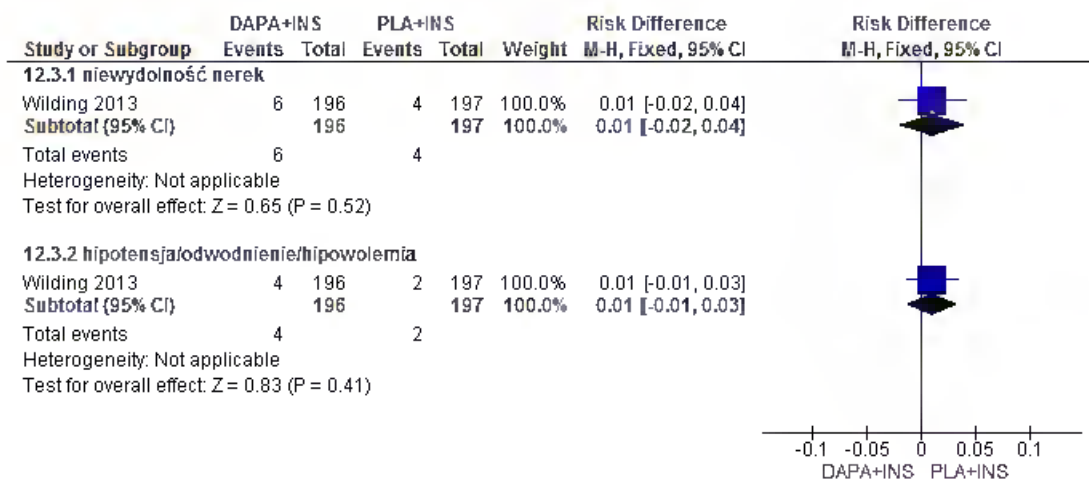 DAPA+INS PLA+INS Risk Difference Risk Difference
Study or Subgroup Events Total Events Total Weight M-H, Fixed, 95% CI M-H, Fixed, 95% CI
12.3.1 niewydolność nerek
Wilding 2013 6 196 4 197 100.0% 0.01 [-0.02, 0.04]
Subtotal (95% CI) 196 197 100.0% 0.01 [-0.02, 0.04]
Total events 6 4
Heterogeneity: Not applicable
Test for overall effect: Z = 0.65 (P = 0.52)
12.3.2 hipotensja/odwodnienie/hipowolemia
Wilding 2013 4 196 2 197 100.0% 0.01 [-0.01, 0.03]
Subtotal (95% CI) 196 197 100.0% 0.01 [-0.01, 0.03]
Total events 4 2
Heterogeneity: Not applicable
Test for overall effect: Z = 0.83 (P = 0.41)
-0.1 -0.05 0 0.05 0.1
DAPA+INS PLA+INS